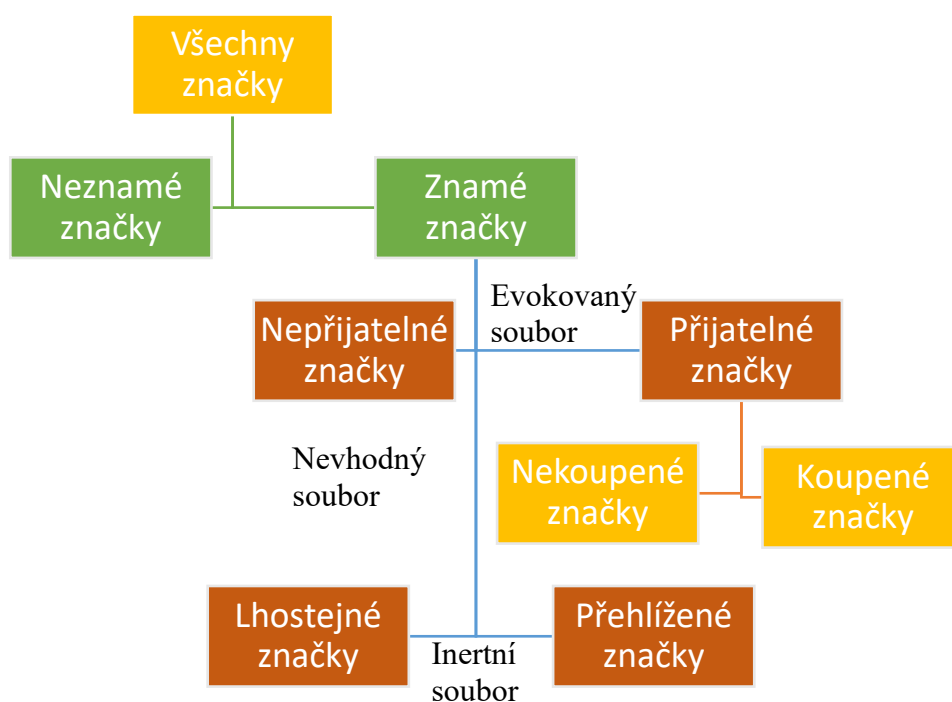 Všechny
značky
Neznamé
značky
Znamé
značky
Evokovaný
soubor
Nepřijatelné
značky
Přijatelné
značky
Nevhodný
soubor
Nekoupené
značky
Koupené
značky
Lhostejné
značky
Přehlížené
značky
Inertní
soubor